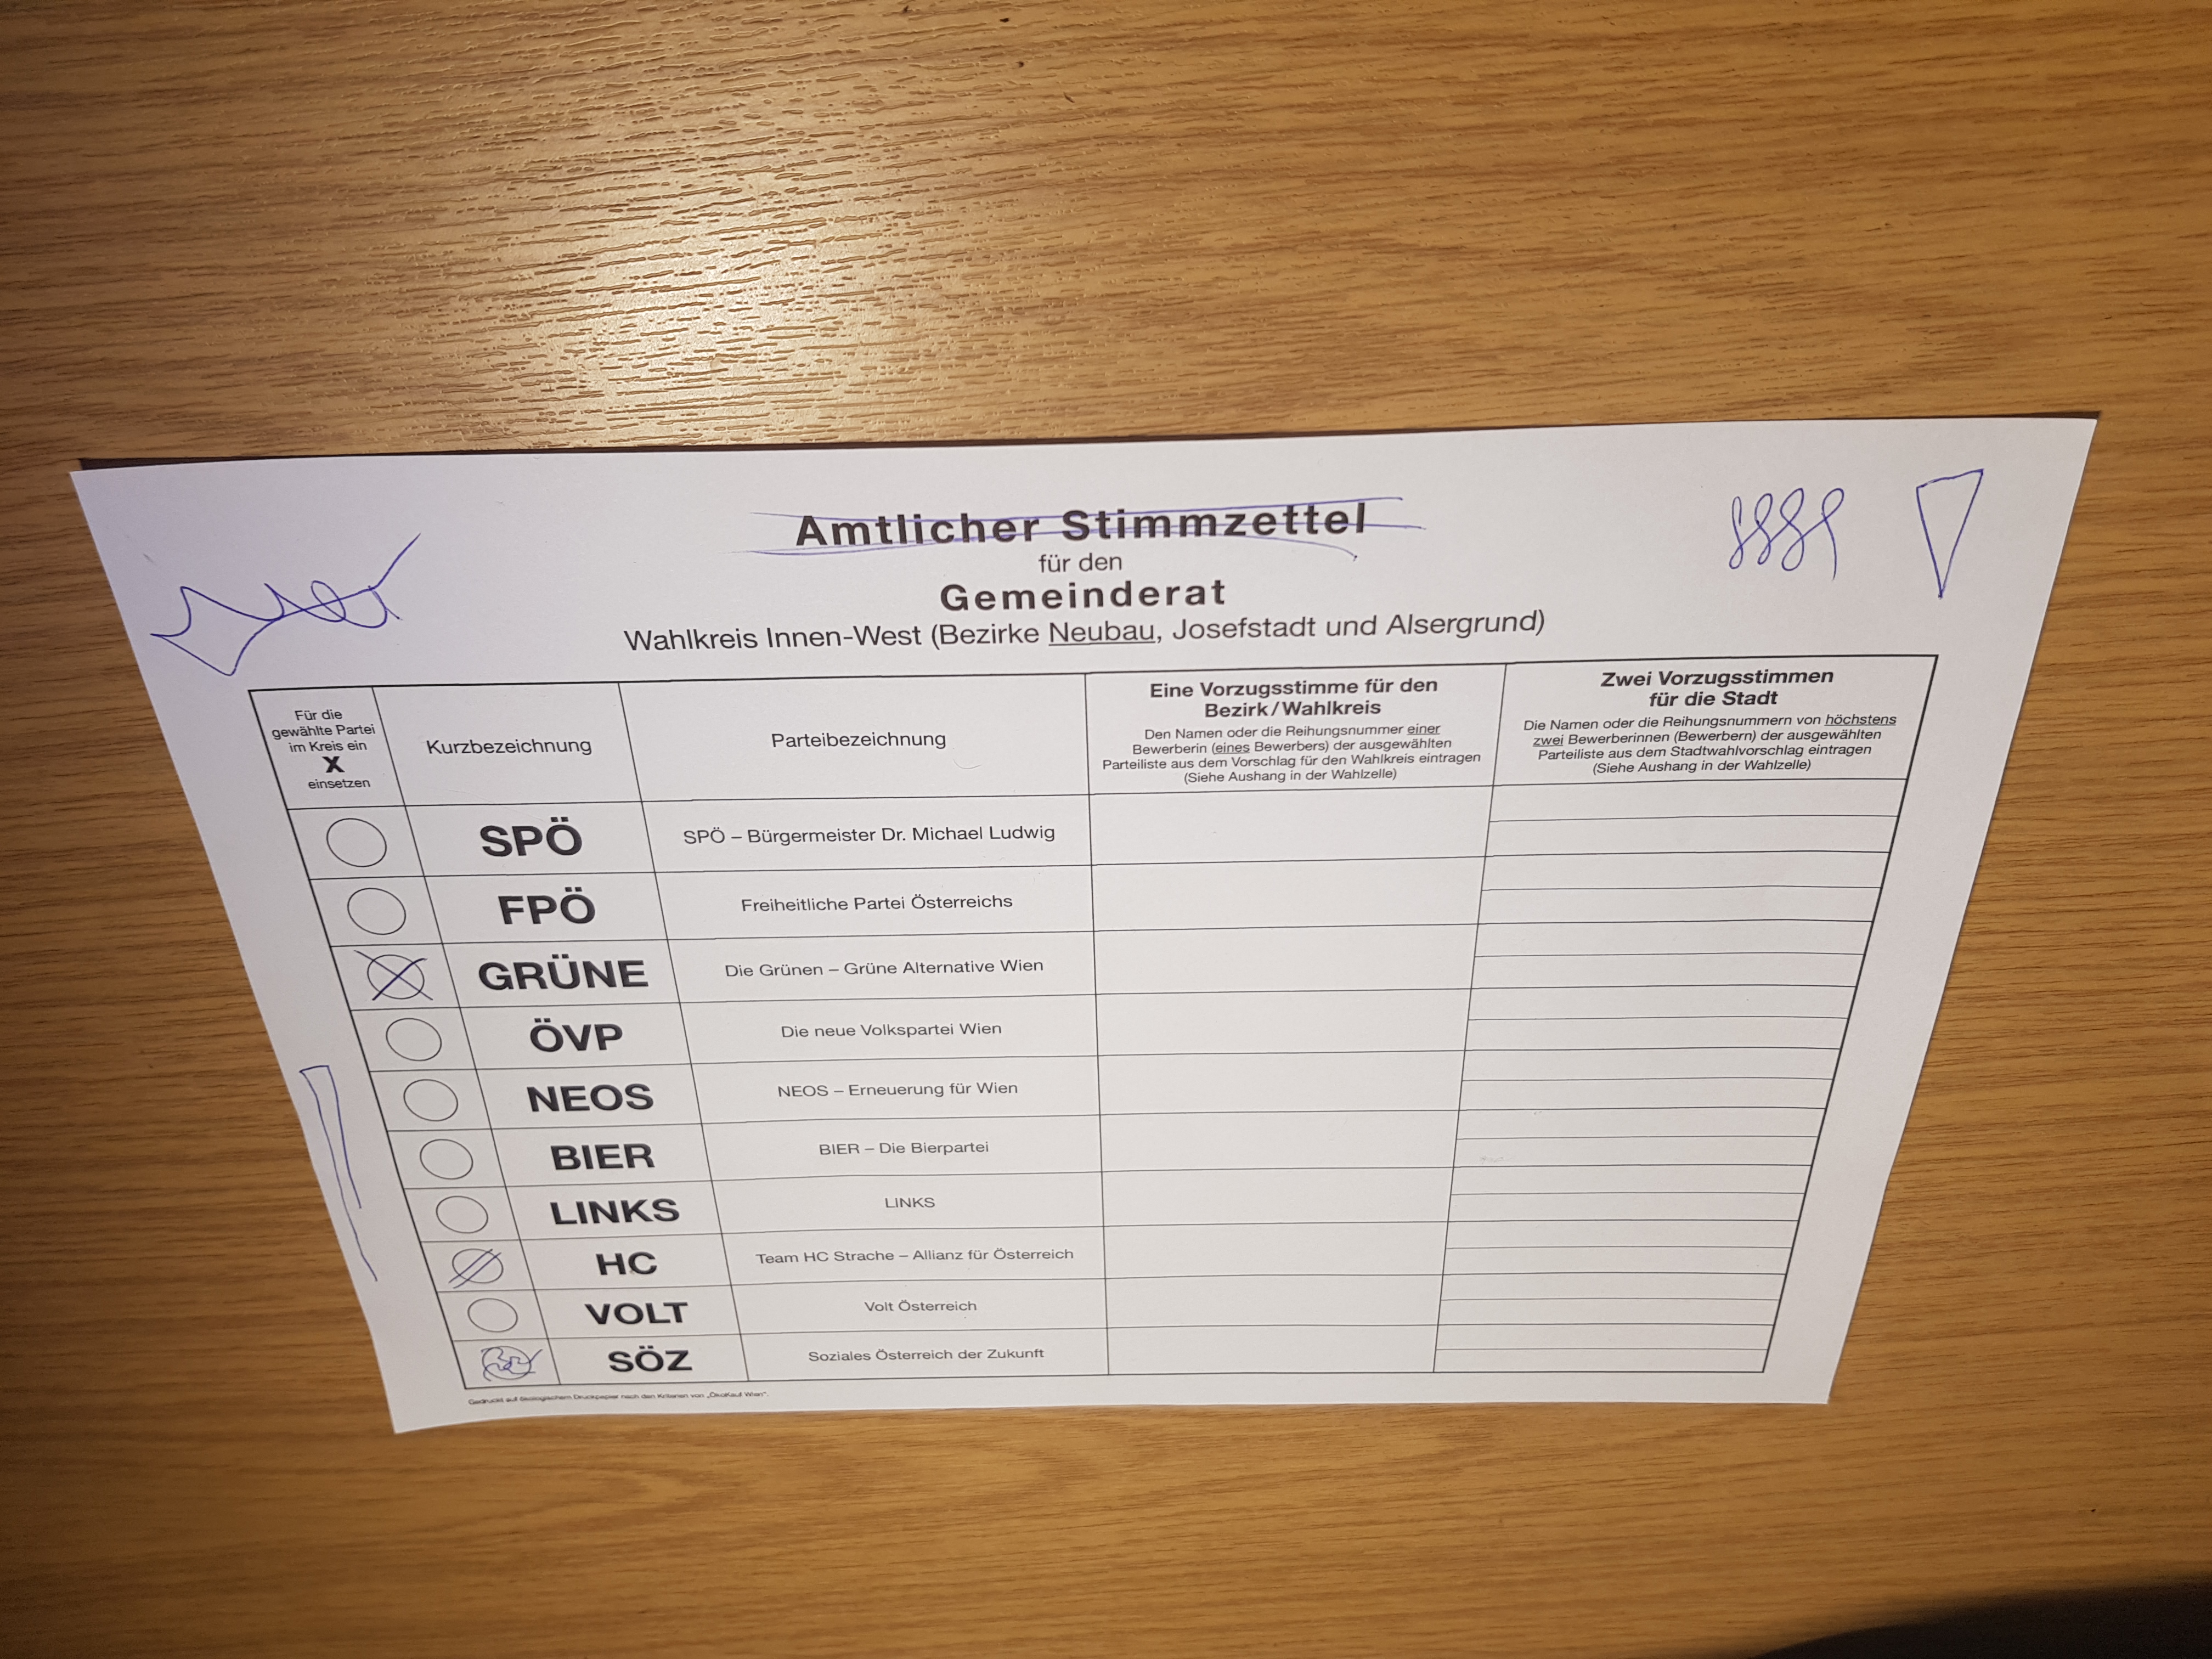 Amtlicher Stimmzettel
für den
Gemeinderat
Wahlkreis Innen-West (Bezirke Neubau, Josefstadt und Alsergrund)
Für die
gewählte Partei
im Kreis ein
X
einsetzen
Kurzbezeichnung
Parteibezeichnung
Eine Vorzugsstimme für den
Bezirk/Wahlkreis
Den Namen oder die Reihungsnummer einer
Bewerberin (eines Bewerbers) der ausgewählten
Parteiliste aus dem Vorschlag für den Wahlkreis eintragen
(Siehe Aushang in der Wahlzelle)
Zwei Vorzugsstimmen
für die Stadt
Die Namen oder die Reihungsnummern von höchstens
zwei Bewerberinnen (Bewerbern) der ausgewählten
Parteiliste aus dem Stadtwahlvorschlag eintragen
(Siehe Aushang in der Wahlzelle)
SPÖ SPÖ – Bürgermeister Dr. Michael Ludwig
FPÖ Freiheitliche Partei Österreichs
X GRÜNE Die Grünen – Grüne Alternative Wien
ÖVP Die neue Volkspartei Wien
NEOS NEOS – Erneuerung für Wien
BIER BIER – Die Bierpartei
LINKS LINKS
HC Team HC Strache – Allianz für Österreich
VOLT Volt Österreich
SÖZ Soziales Österreich der Zukunft
Gedruckt auf ökologischem Druckpapier nach den Kriterien von „ÖkoKauf Wien“.